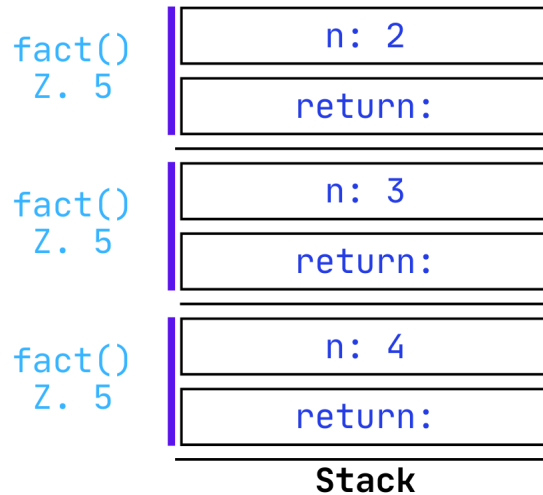 fact()
Z. 5
n: 2
return:
fact()
Z. 5
n: 3
return:
fact()
Z. 5
n: 4
return:
Stack